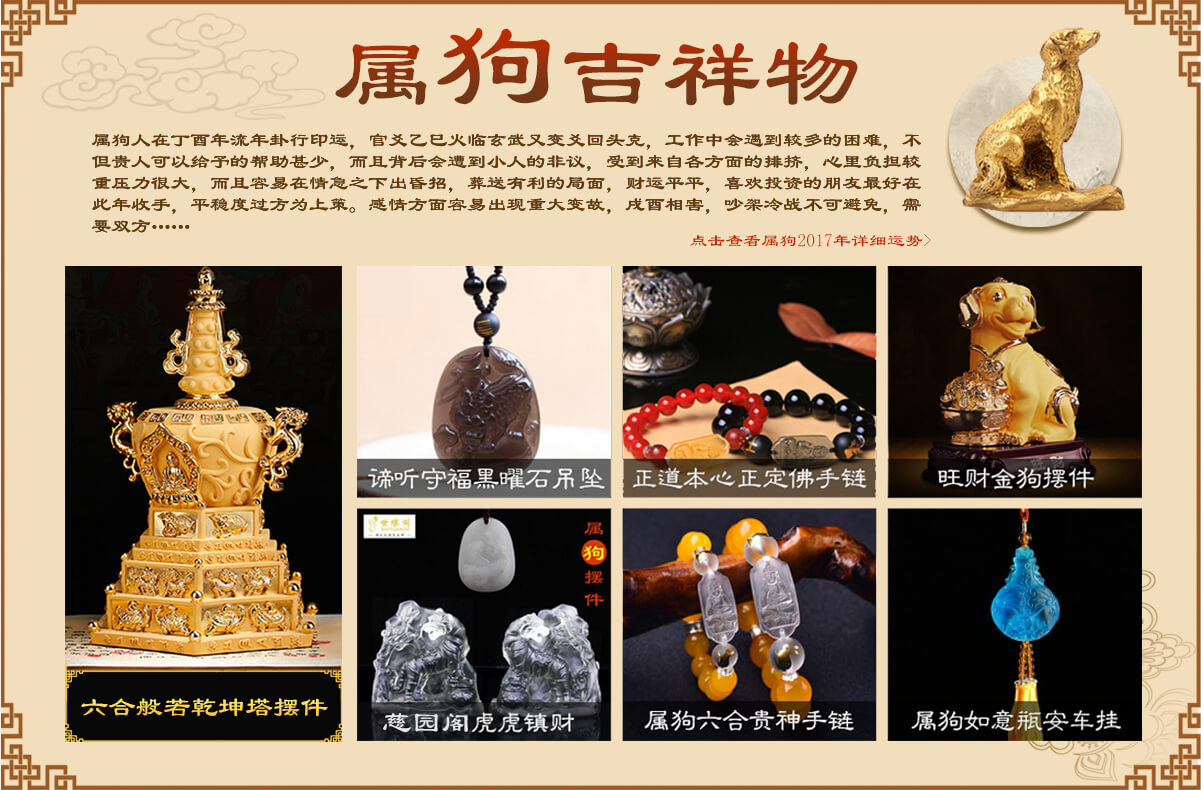 属狗吉祥物
属狗人在丁酉年流年卦行印运，官爻乙巳火临玄武又变爻回头克，工作中会遇到较多的困难，不
但贵人可以给予的帮助甚少，而且背后会遭到小人的非议，受到来自各方面的排挤，心里负担较
重压力很大，而且容易在情急之下出昏招，葬送有利的局面，财运平平，喜欢投资的朋友最好在
此年收手，平稳度过方为上策。感情方面容易出现重大变故，戌酉相害，吵架冷战不可避免，需
要双方……
点击查看属狗2017年详细运势>
六合般若乾坤塔摆件
谛听守福黑曜石吊坠
正道本心正定佛手链
旺财金狗摆件
世缘阁
属
狗
摆
件
慈园阁虎虎镇财
属狗六合贵神手链
属狗如意瓶安车挂